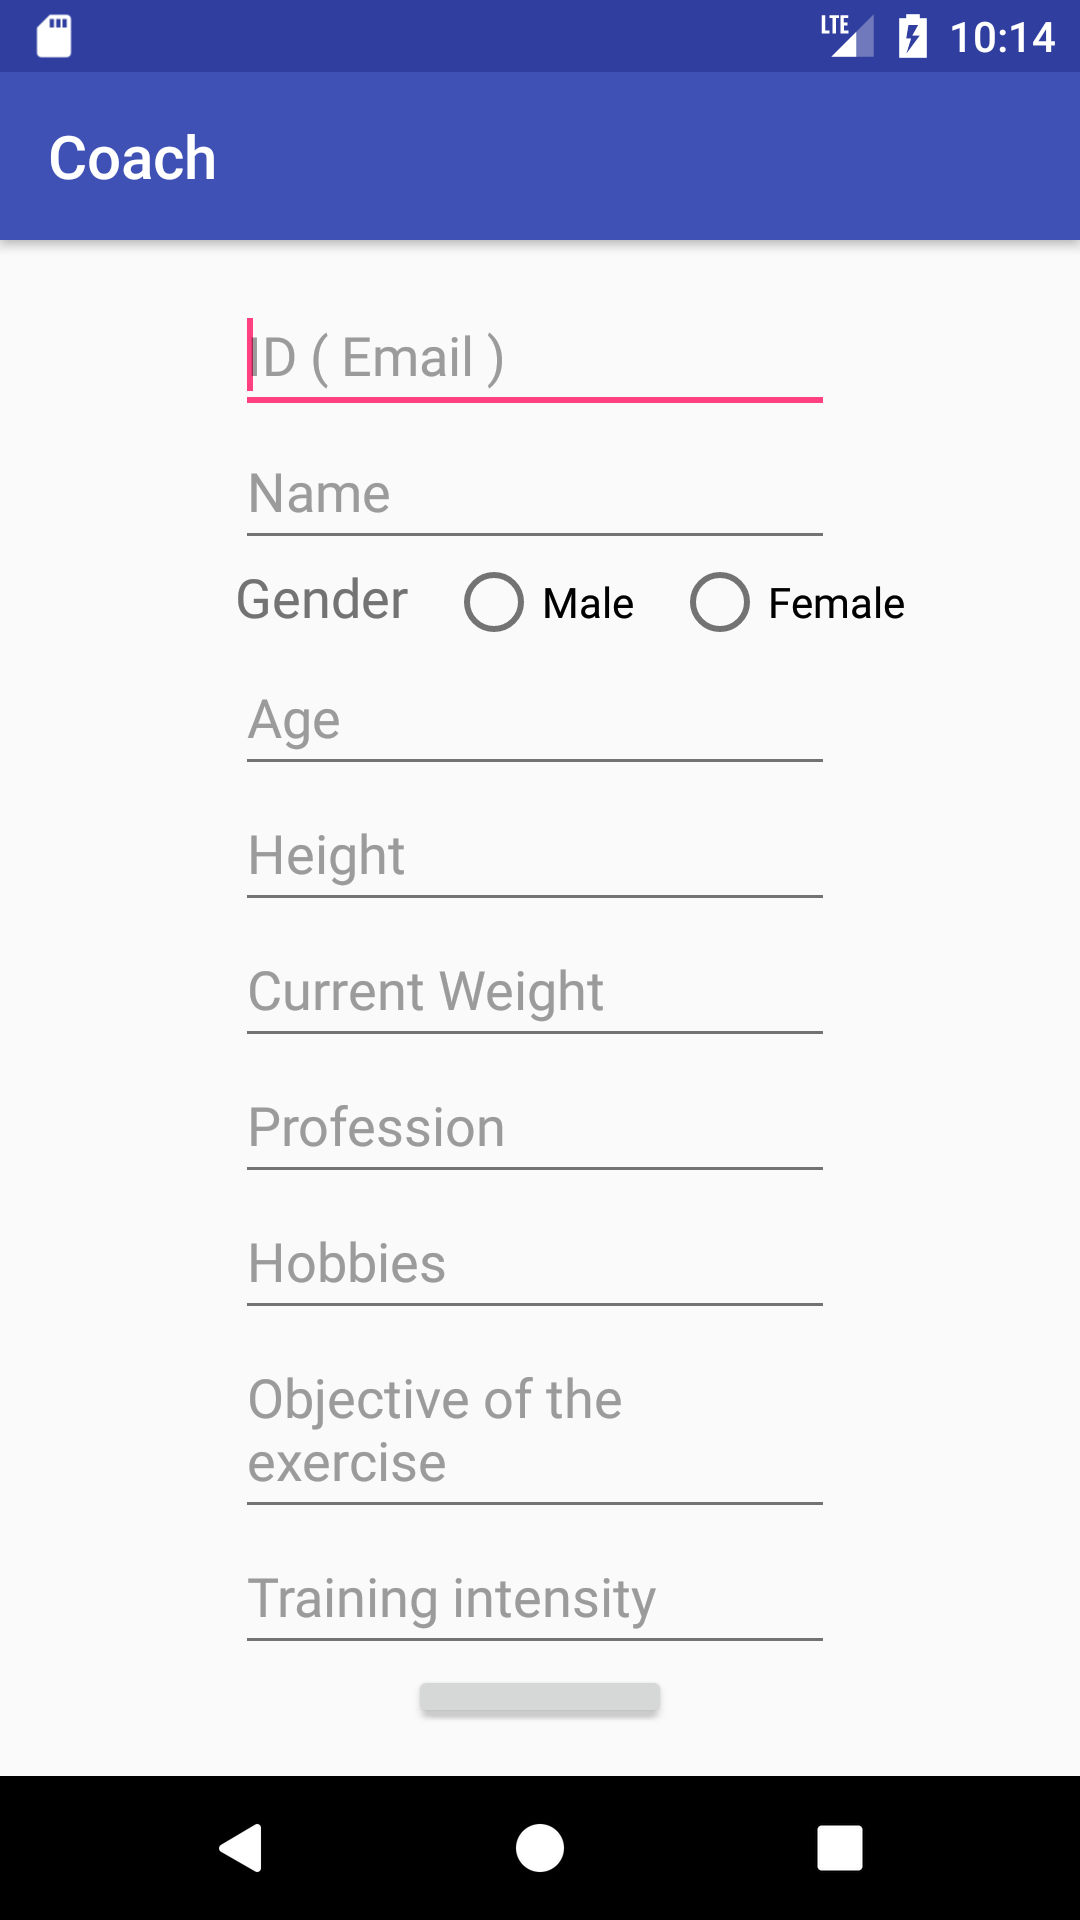 LTE 10:14
Coach
ID ( Email )
Name
Gender Male Female
Age
Height
Current Weight
Profession
Hobbies
Objective of the
exercise
Training intensity